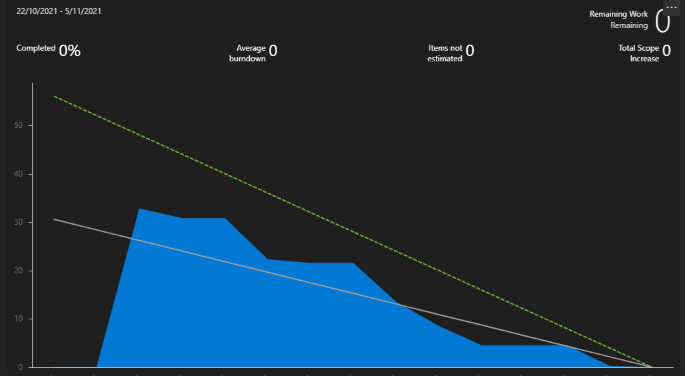 22/10/2021 - 5/11/2021
Remaining Work
Remaining
0
...
Completed 0%
Average
burndown 0
Items not
estimated 0
Total Scope
Increase 0
50
40
30
20
10
0